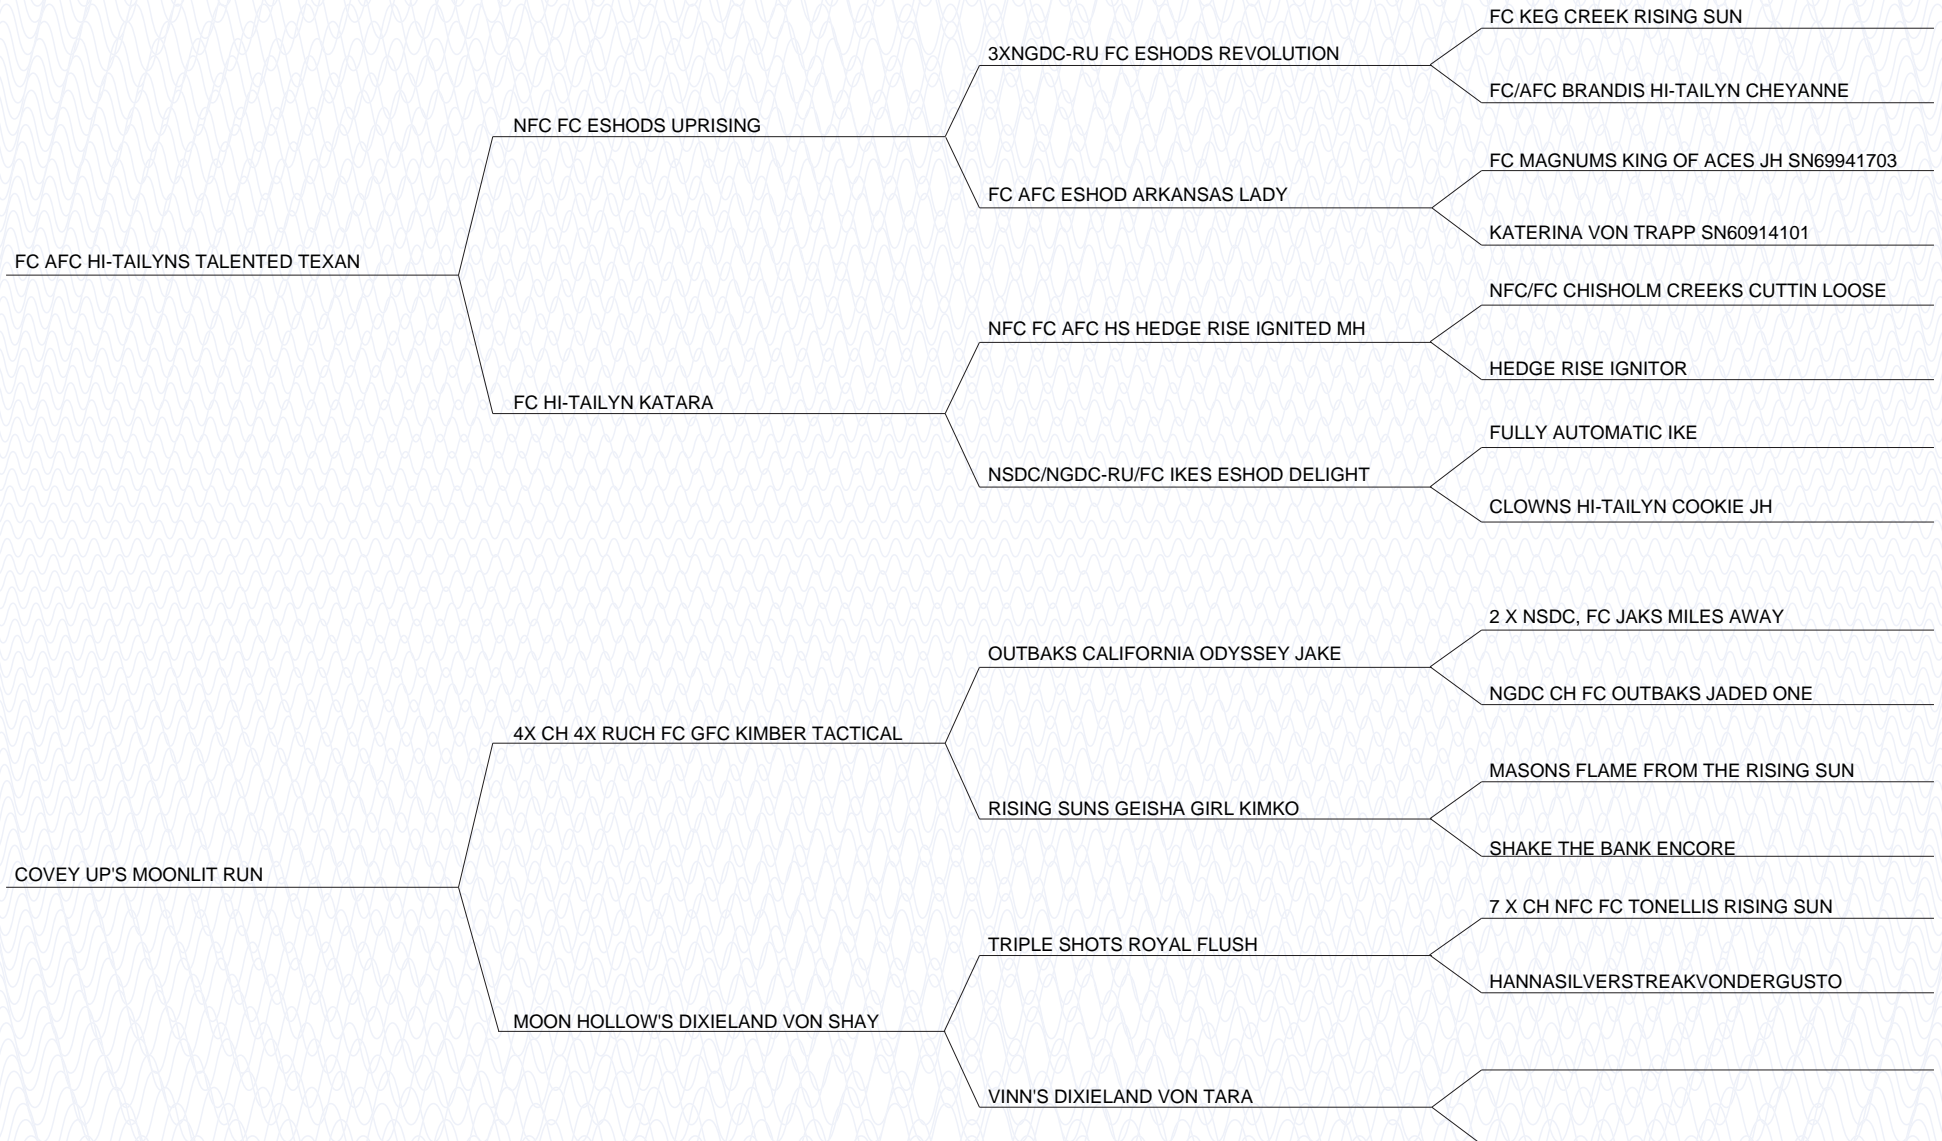 FC KEG CREEK RISING SUN
3XNGDC-RU FC ESHODS REVOLUTION
FC/AFC BRANDIS HI-TAILYN CHEYANNE
NFC FC ESHODS UPRISING
FC MAGNUMS KING OF ACES JH SN69941703
FC AFC ESHOD ARKANSAS LADY
KATERINA VON TRAPP SN60914101
FC AFC HI-TAILYNS TALENTED TEXAN
NFC/FC CHISHOLM CREEKS CUTTIN LOOSE
NFC FC AFC HS HEDGE RISE IGNITED MH
HEDGE RISE IGNITOR
FC HI-TAILYN KATARA
FULLY AUTOMATIC IKE
NSDC/NGDC-RU/FC IKES ESHOD DELIGHT
CLOWNS HI-TAILYN COOKIE JH
2 X NSDC, FC JAKS MILES AWAY
OUTBAKS CALIFORNIA ODYSSEY JAKE
NGDC CH FC OUTBAKS JADED ONE
4X CH 4X RUCH FC GFC KIMBER TACTICAL
MASONS FLAME FROM THE RISING SUN
RISING SUNS GEISHA GIRL KIMKO
SHAKE THE BANK ENCORE
COVEY UP'S MOONLIT RUN
7 X CH NFC FC TONELLIS RISING SUN
TRIPLE SHOTS ROYAL FLUSH
HANNASILVERSTREAKVONDERGUSTO
MOON HOLLOW'S DIXIELAND VON SHAY
VINN'S DIXIELAND VON TARA